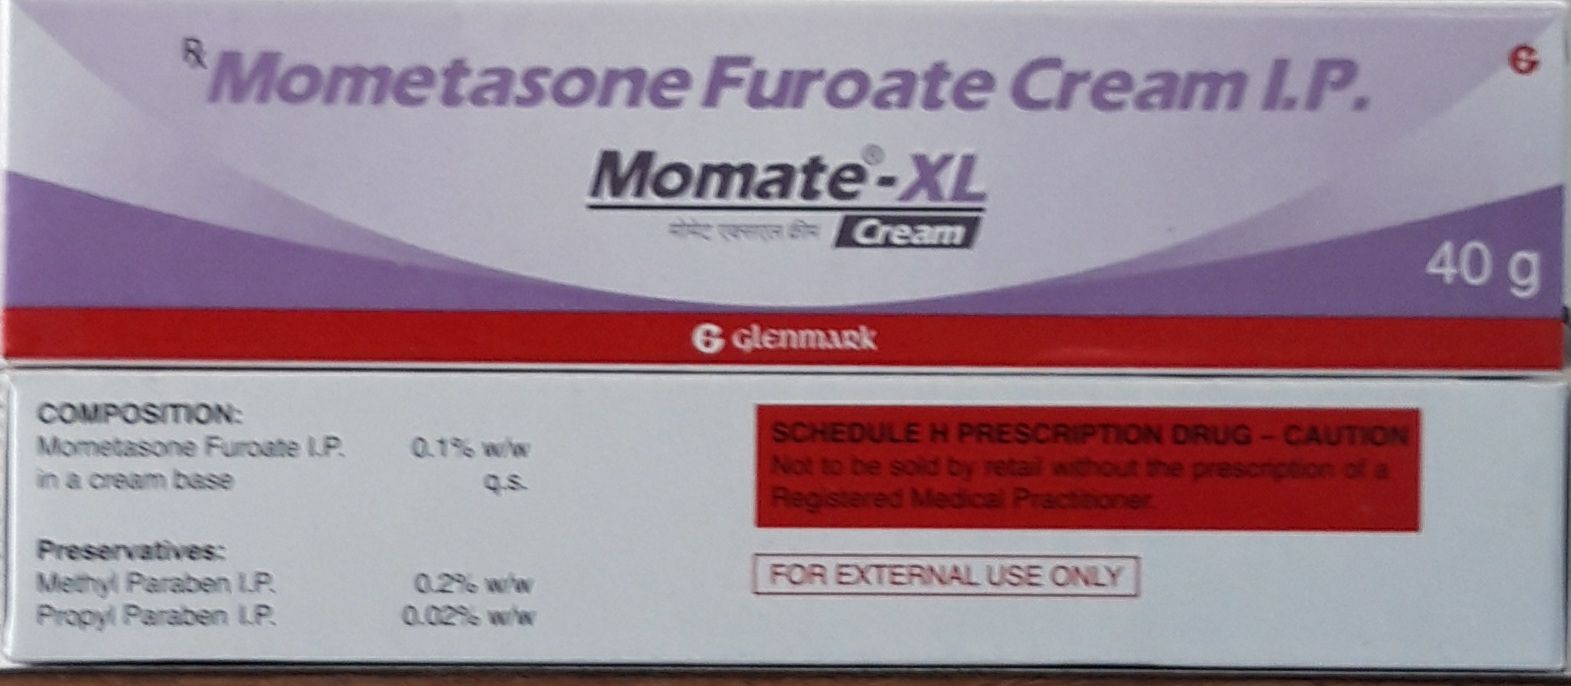 ℞ Mometasone Furoate Cream I.P.
Momate®-XL
मोमेट एक्सएल क्रीम Cream
40 g
G Glenmark
COMPOSITION:
Mometasone Furoate I.P. 0.1% w/w
in a cream base q.s.
Preservatives:
Methyl Paraben I.P. 0.2% w/w
Propyl Paraben I.P. 0.02% w/w
SCHEDULE H PRESCRIPTION DRUG – CAUTION
Not to be sold by retail without the prescription of a
Registered Medical Practitioner.
FOR EXTERNAL USE ONLY